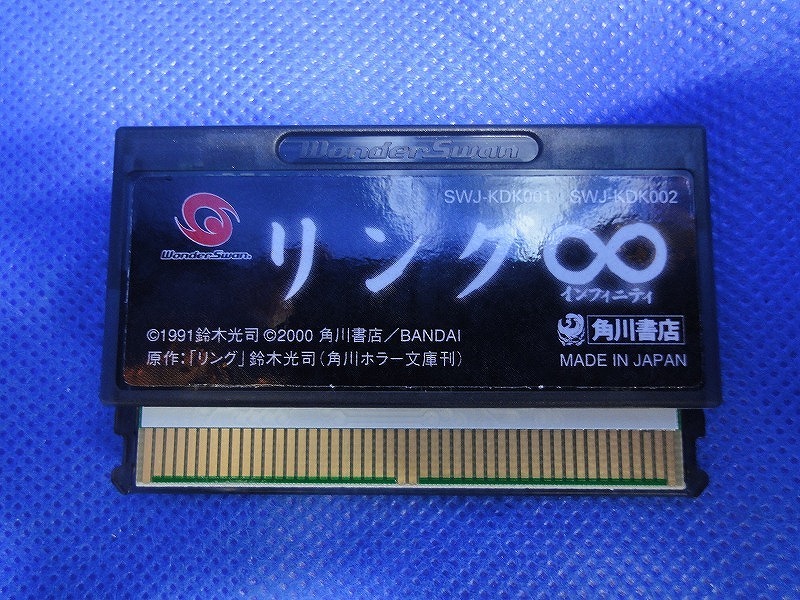 WonderSwan
SWJ-KDK001 SWJ-KDK002
WonderSwan
リング∞
インフィニティ
©1991鈴木光司 ©2000 角川書店／BANDAI
角川書店
原作：「リング」鈴木光司（角川ホラー文庫刊）
MADE IN JAPAN